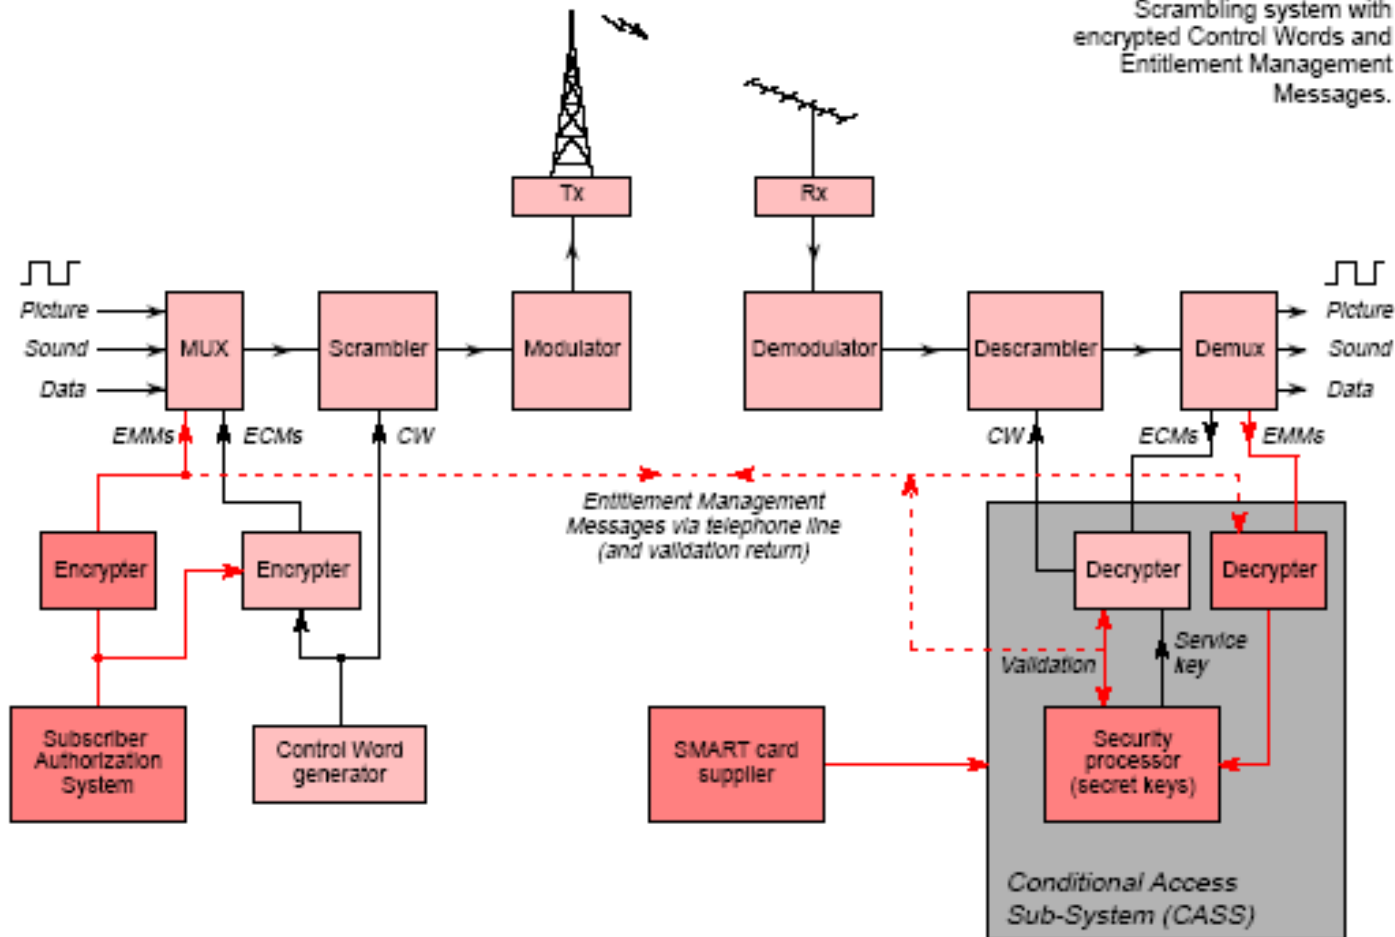 Scrambling system with
encrypted Control Words and
Entitlement Management
Messages.
Tx
Rx
Picture
Sound
Data
MUX
Scrambler
Modulator
Demodulator
Descrambler
Demux
Picture
Sound
Data
EMMs
ECMs
CW
CW
ECMs
EMMs
Entitlement Management
Messages via telephone line
(and validation return)
Encrypter
Encrypter
Decrypter
Decrypter
Validation
Service
key
Subscriber
Authorization
System
Control Word
generator
SMART card
supplier
Security
processor
(secret keys)
Conditional Access
Sub-System (CASS)